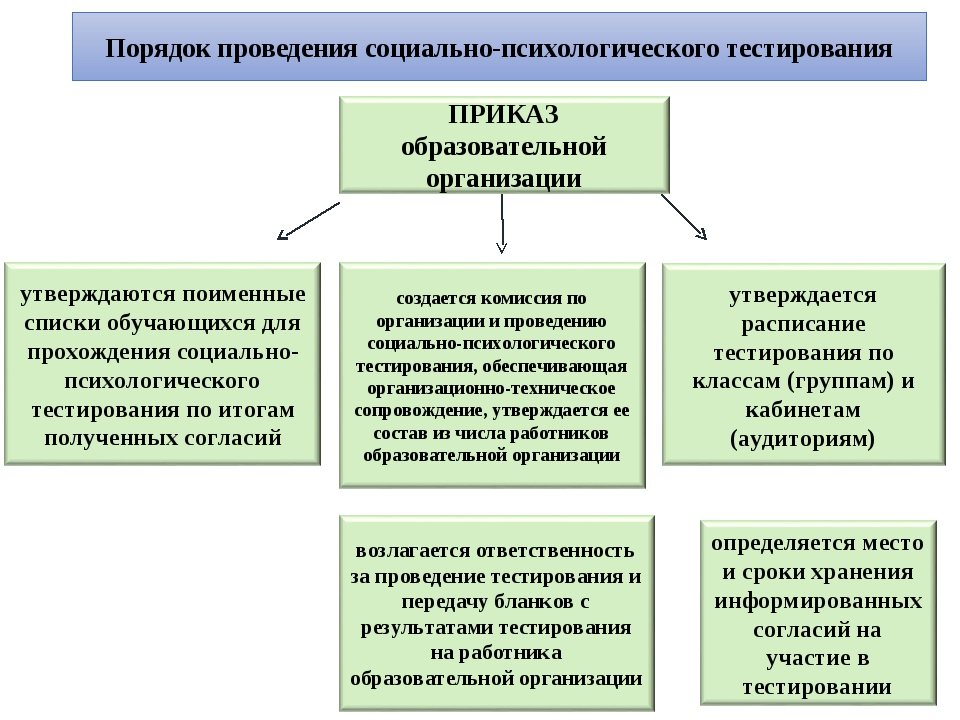 Порядок проведения социально-психологического тестирования
ПРИКАЗ
образовательной
организации
утверждаются поименные
списки обучающихся для
прохождения социально-
психологического
тестирования по итогам
полученных согласий
создается комиссия по
организации и проведению
социально-психологического
тестирования, обеспечивающая
организационно-техническое
сопровождение, утверждается ее
состав из числа работников
образовательной организации
утверждается
расписание
тестирования по
классам (группам) и
кабинетам
(аудиториям)
возлагается ответственность
за проведение тестирования и
передачу бланков с
результатами тестирования
на работника
образовательной организации
определяется место
и сроки хранения
информированных
согласий на
участие в
тестировании